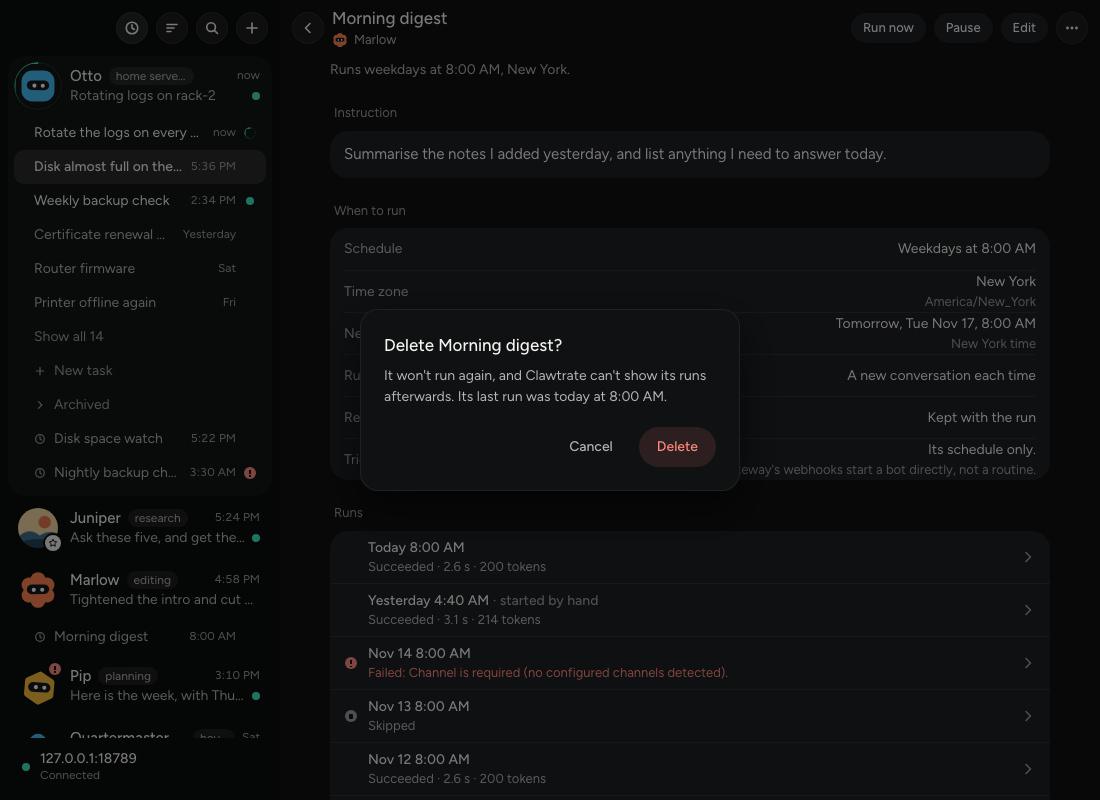 Otto home serve... now
Rotating logs on rack-2
Rotate the logs on every ... now
Disk almost full on the... 5:36 PM
Weekly backup check 2:34 PM
Certificate renewal ... Yesterday
Router firmware Sat
Printer offline again Fri
Show all 14
New task
Archived
Disk space watch 5:22 PM
Nightly backup ch... 3:30 AM
Juniper research 5:24 PM
Ask these five, and get the...
Marlow editing 4:58 PM
Tightened the intro and cut ...
Morning digest 8:00 AM
Pip planning 3:10 PM
Here is the week, with Thu...
Quartermaster hou... Sat
127.0.0.1:18789
Connected
Morning digest
Marlow
Run now Pause Edit
Runs weekdays at 8:00 AM, New York.
Instruction
Summarise the notes I added yesterday, and list anything I need to answer today.
When to run
Schedule Weekdays at 8:00 AM
Time zone New York
America/New_York
Ne Tomorrow, Tue Nov 17, 8:00 AM
New York time
Ru A new conversation each time
Re Kept with the run
Tri Its schedule only.
eway's webhooks start a bot directly, not a routine.
Delete Morning digest?
It won't run again, and Clawtrate can't show its runs
afterwards. Its last run was today at 8:00 AM.
Cancel Delete
Runs
Today 8:00 AM
Succeeded · 2.6 s · 200 tokens
Yesterday 4:40 AM · started by hand
Succeeded · 3.1 s · 214 tokens
Nov 14 8:00 AM
Failed: Channel is required (no configured channels detected).
Nov 13 8:00 AM
Skipped
Nov 12 8:00 AM
Succeeded · 2.6 s · 200 tokens